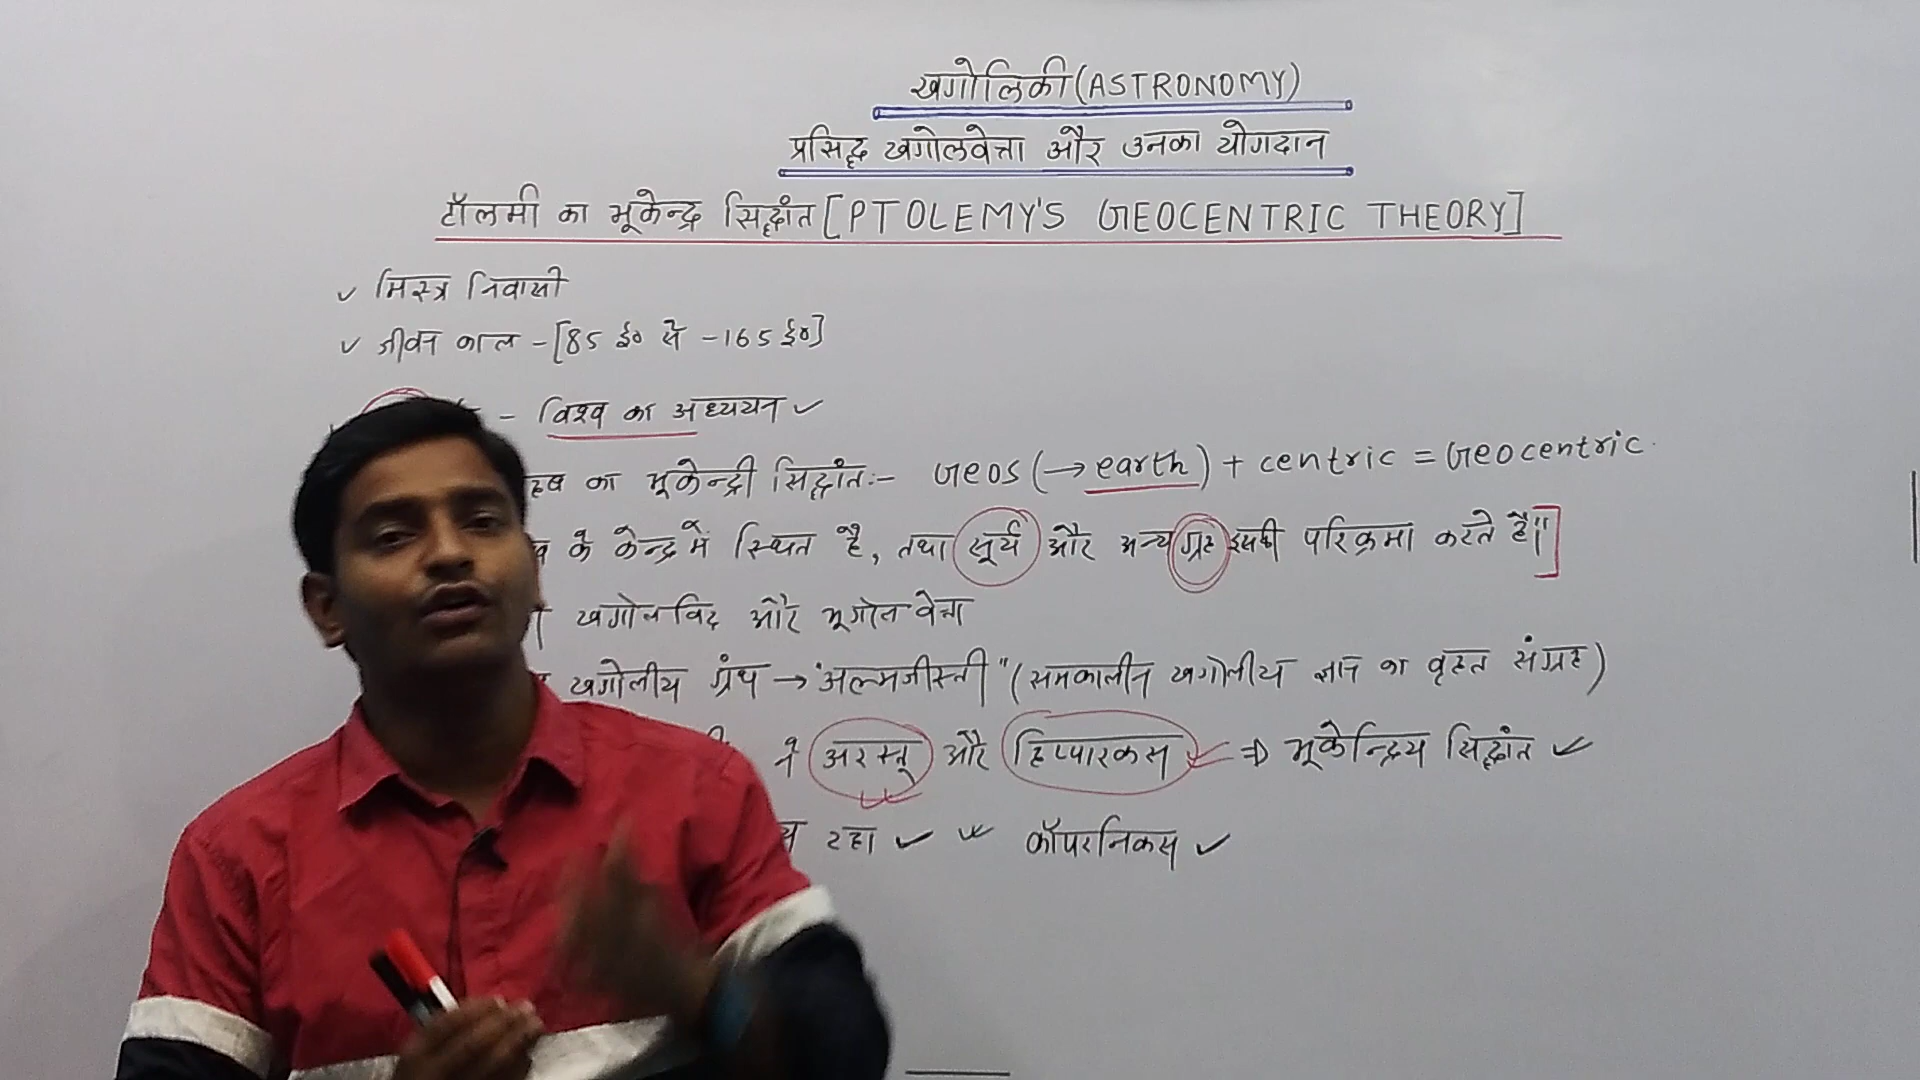 खगोलिकी (ASTRONOMY)
प्रसिद्ध खगोलवेत्ता और उनका योगदान
टॉलमी का भूकेन्द्र सिद्धांत [PTOLEMY'S GEOCENTRIC THEORY]
✓ मिस्त्र निवासी
✓ जीवन काल - [85 ई० से - 165 ई०]
- विश्व का अध्ययन ✓
का भूकेन्द्री सिद्धांत :- Geos (→ earth) + centric = Geocentric
के केन्द्र में स्थित है, तथा सूर्य और अन्य ग्रह इसकी परिक्रमा करते हैं"]
खगोलविद और भूगोलवेत्ता
खगोलीय ग्रंथ → "अल्मजीस्ती" (समकालीन खगोलीय ज्ञान का वृहत संग्रह)
ने अरस्तू और हिप्पारकस ⇒ भूकेन्द्रिय सिद्धांत ✓
रहा ✓ कॉपरनिकस ✓